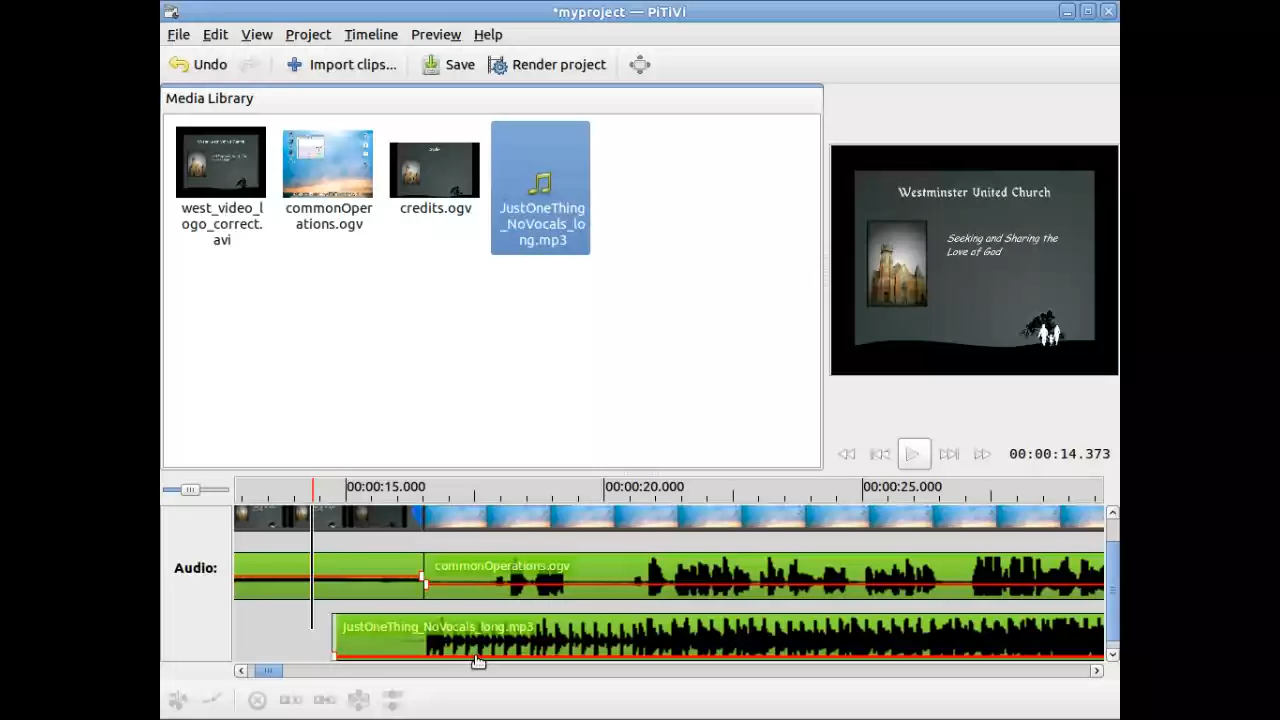 *myproject — PiTiVi
File Edit View Project Timeline Preview Help
Undo Import clips... Save Render project
Media Library
west_video_l
ogo_correct.
avi
commonOper
ations.ogv
credits.ogv
JustOneThing
_NoVocals_lo
ng.mp3
Westminster United Church
Seeking and Sharing the
Love of God
00:00:14.373
00:00:15.000 00:00:20.000 00:00:25.000
Audio:
commonOperations.ogv
JustOneThing_NoVocals_long.mp3